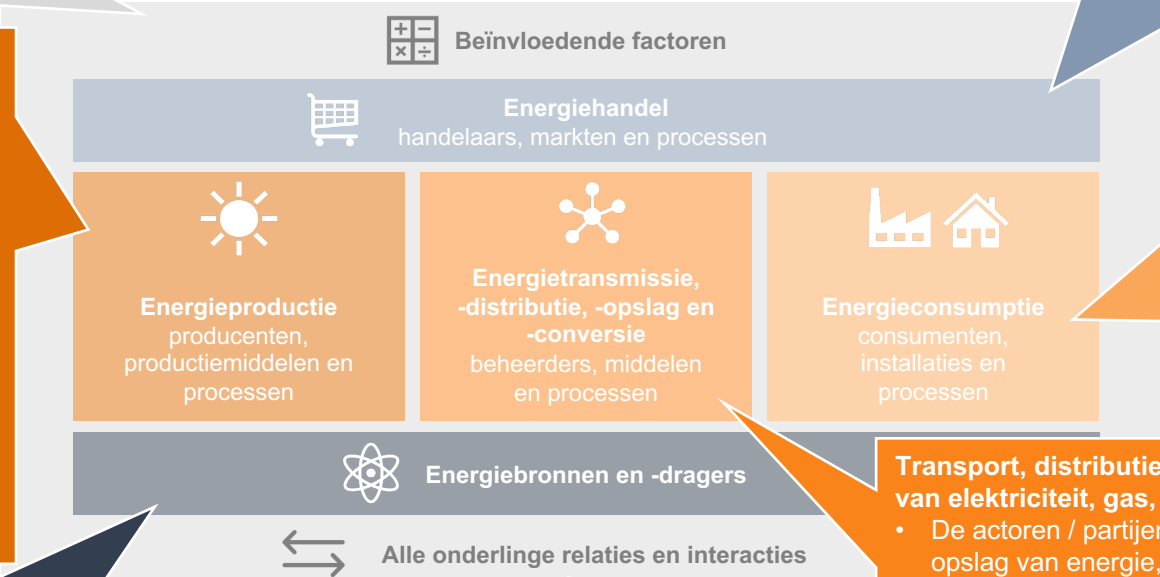 Beïnvloedende factoren
Energiehandel
handelaars, markten en processen
Energieproductie
producenten,
productiemiddelen en
processen
Energietransmissie,
-distributie, -opslag en
-conversie
beheerders, middelen
en processen
Energieconsumptie
consumenten,
installaties en
processen
Energiebronnen en -dragers
Alle onderlinge relaties en interacties
Transport, distributie
van elektriciteit, gas,
• De actoren / partijen
opslag van energie,